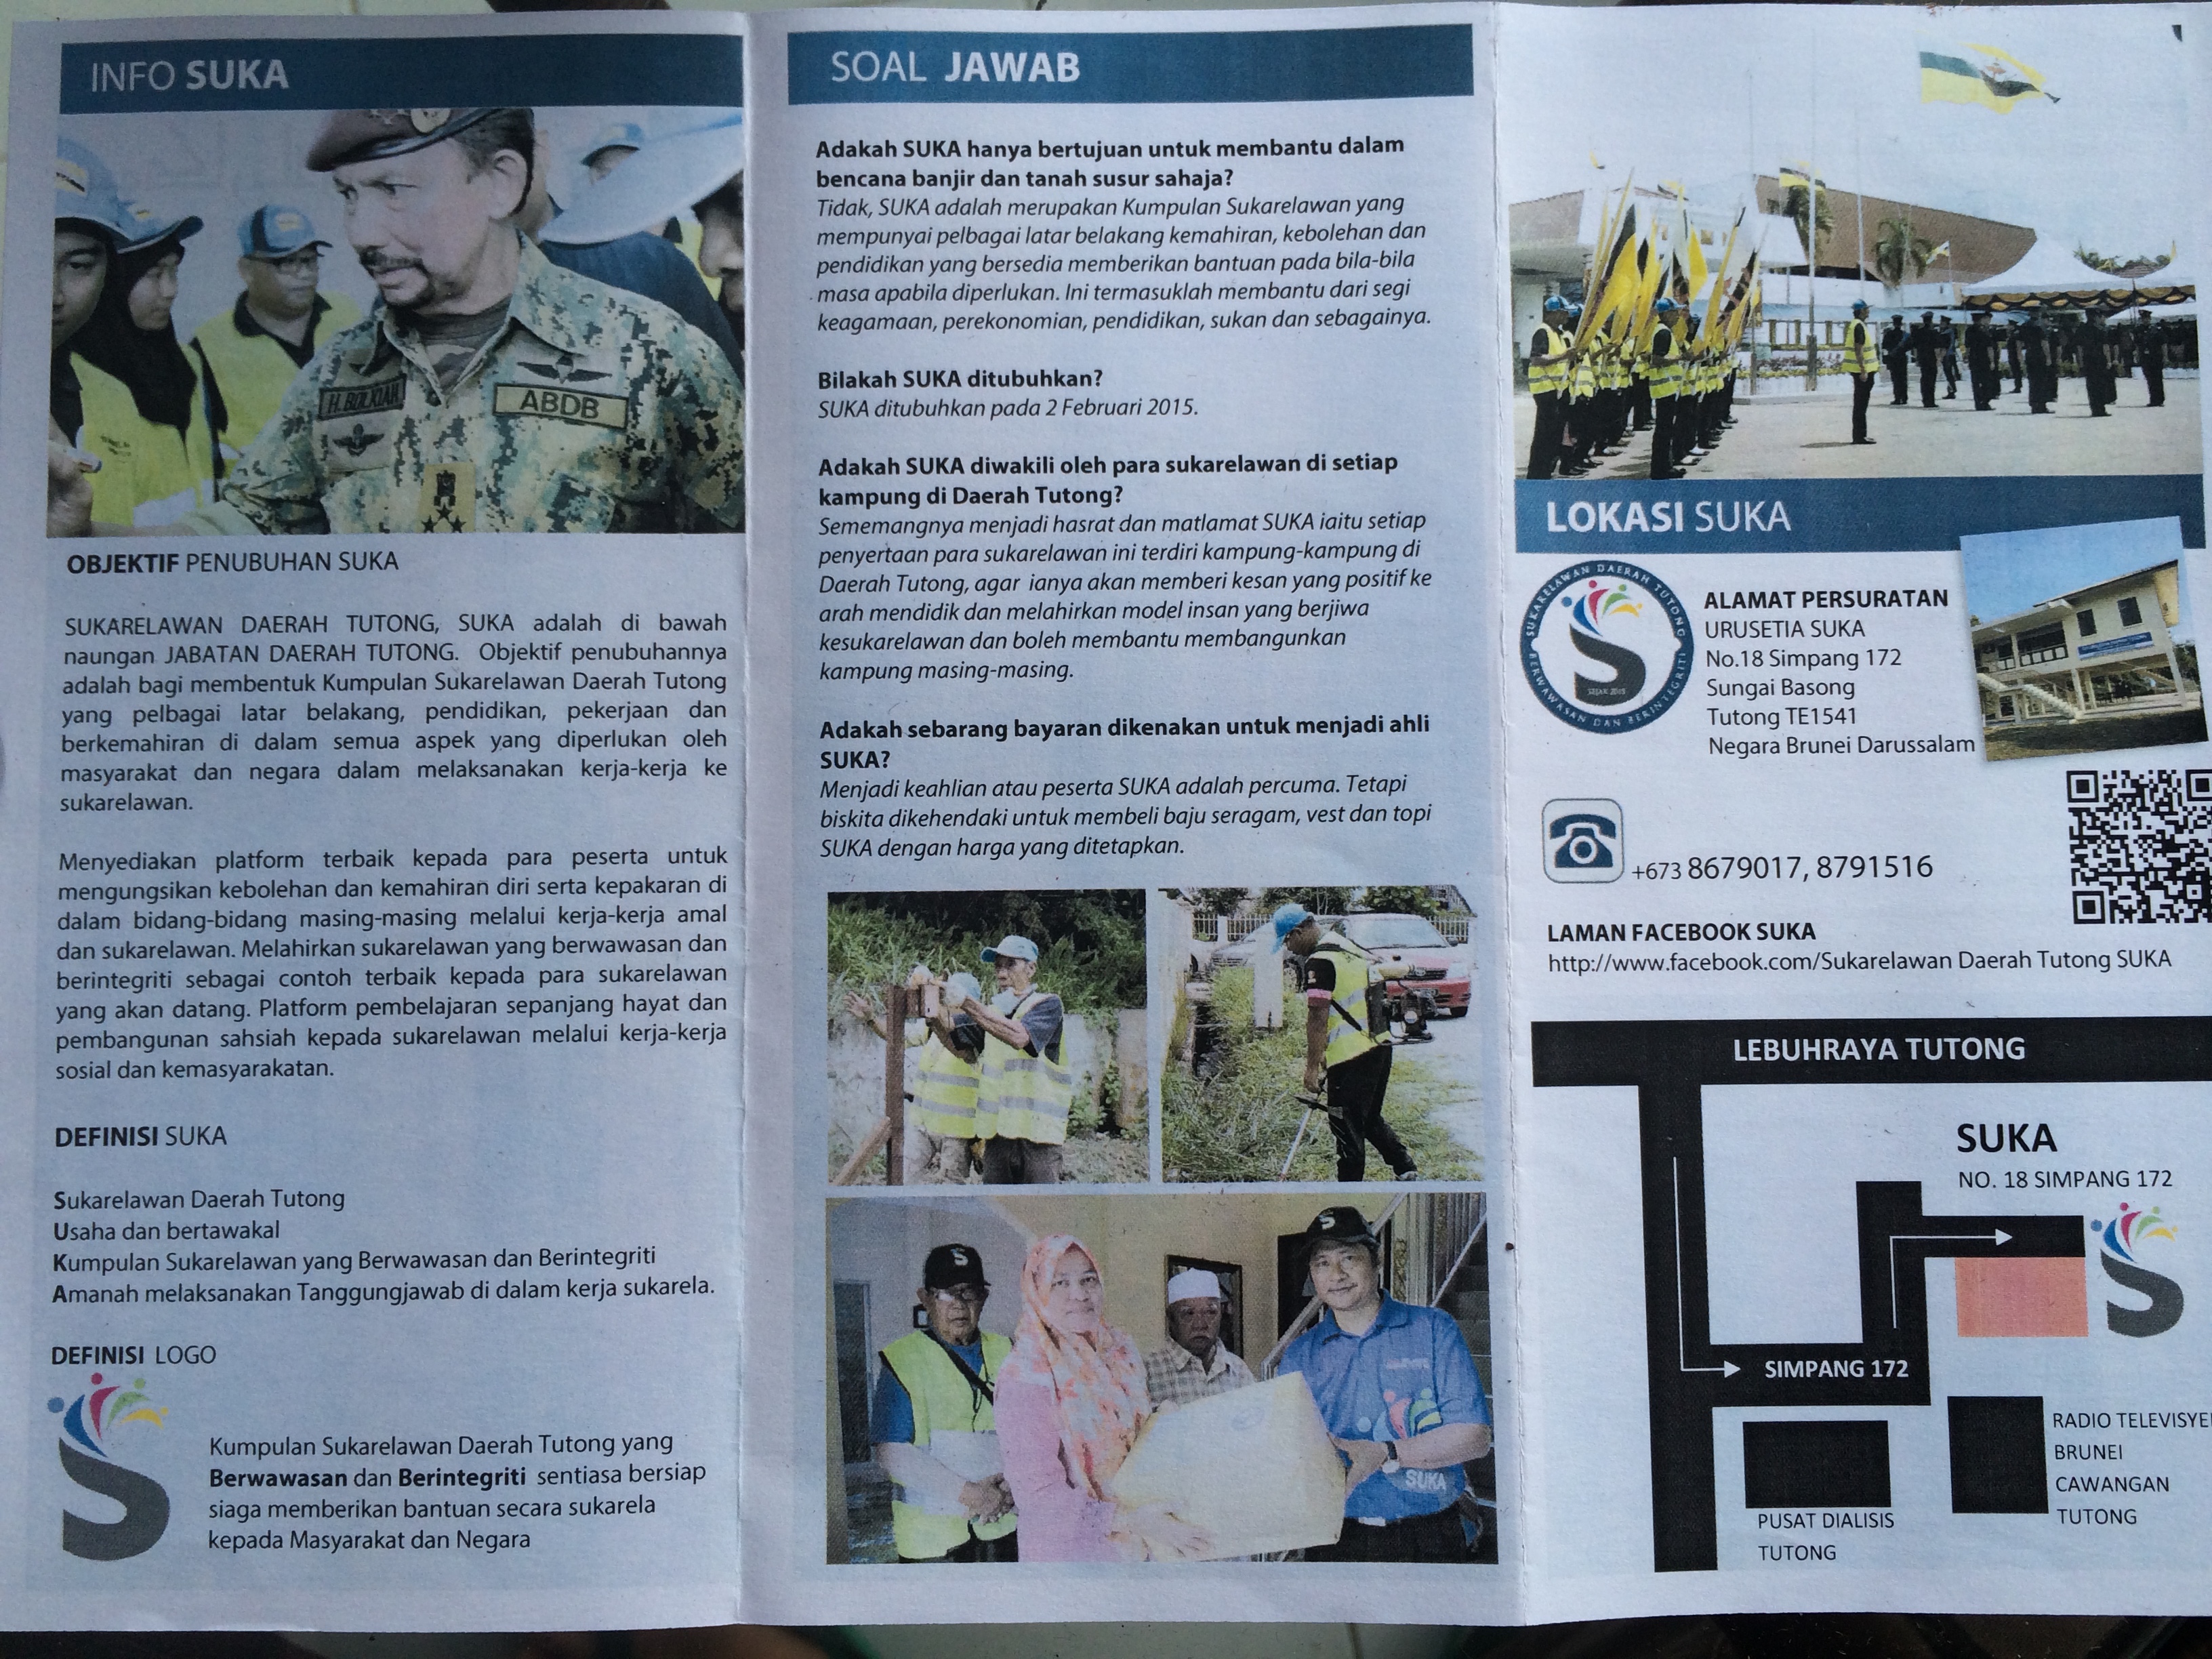 INFO SUKA
H. BOLKIAH
ABDB
OBJEKTIF PENUBUHAN SUKA
SUKARELAWAN DAERAH TUTONG, SUKA adalah di bawah
naungan JABATAN DAERAH TUTONG. Objektif penubuhannya
adalah bagi membentuk Kumpulan Sukarelawan Daerah Tutong
yang pelbagai latar belakang, pendidikan, pekerjaan dan
berkemahiran di dalam semua aspek yang diperlukan oleh
masyarakat dan negara dalam melaksanakan kerja-kerja ke
sukarelawan.
Menyediakan platform terbaik kepada para peserta untuk
mengungsikan kebolehan dan kemahiran diri serta kepakaran di
dalam bidang-bidang masing-masing melalui kerja-kerja amal
dan sukarelawan. Melahirkan sukarelawan yang berwawasan dan
berintegriti sebagai contoh terbaik kepada para sukarelawan
yang akan datang. Platform pembelajaran sepanjang hayat dan
pembangunan sahsiah kepada sukarelawan melalui kerja-kerja
sosial dan kemasyarakatan.
DEFINISI SUKA
Sukarelawan Daerah Tutong
Usaha dan bertawakal
Kumpulan Sukarelawan yang Berwawasan dan Berintegriti
Amanah melaksanakan Tanggungjawab di dalam kerja sukarela.
DEFINISI LOGO
Kumpulan Sukarelawan Daerah Tutong yang
Berwawasan dan Berintegriti sentiasa bersiap
siaga memberikan bantuan secara sukarela
kepada Masyarakat dan Negara
SOAL JAWAB
Adakah SUKA hanya bertujuan untuk membantu dalam
bencana banjir dan tanah susur sahaja?
Tidak, SUKA adalah merupakan Kumpulan Sukarelawan yang
mempunyai pelbagai latar belakang kemahiran, kebolehan dan
pendidikan yang bersedia memberikan bantuan pada bila-bila
masa apabila diperlukan. Ini termasuklah membantu dari segi
keagamaan, perekonomian, pendidikan, sukan dan sebagainya.
Bilakah SUKA ditubuhkan?
SUKA ditubuhkan pada 2 Februari 2015.
Adakah SUKA diwakili oleh para sukarelawan di setiap
kampung di Daerah Tutong?
Sememangnya menjadi hasrat dan matlamat SUKA iaitu setiap
penyertaan para sukarelawan ini terdiri kampung-kampung di
Daerah Tutong, agar ianya akan memberi kesan yang positif ke
arah mendidik dan melahirkan model insan yang berjiwa
kesukarelawan dan boleh membantu membangunkan
kampung masing-masing.
Adakah sebarang bayaran dikenakan untuk menjadi ahli
SUKA?
Menjadi keahlian atau peserta SUKA adalah percuma. Tetapi
biskita dikehendaki untuk membeli baju seragam, vest dan topi
SUKA dengan harga yang ditetapkan.
S
S
SUKA
LOKASI SUKA
SUKARELAWAN DAERAH TUTONG
S
SEJAK 2015
BERWAWASAN DAN BERINTEGRITI
ALAMAT PERSURATAN
URUSETIA SUKA
No.18 Simpang 172
Sungai Basong
Tutong TE1541
Negara Brunei Darussalam
+673 8679017, 8791516
LAMAN FACEBOOK SUKA
http://www.facebook.com/Sukarelawan Daerah Tutong SUKA
LEBUHRAYA TUTONG
SUKA
NO. 18 SIMPANG 172
SIMPANG 172
RADIO TELEVISYE
BRUNEI
CAWANGAN
TUTONG
PUSAT DIALISIS
TUTONG